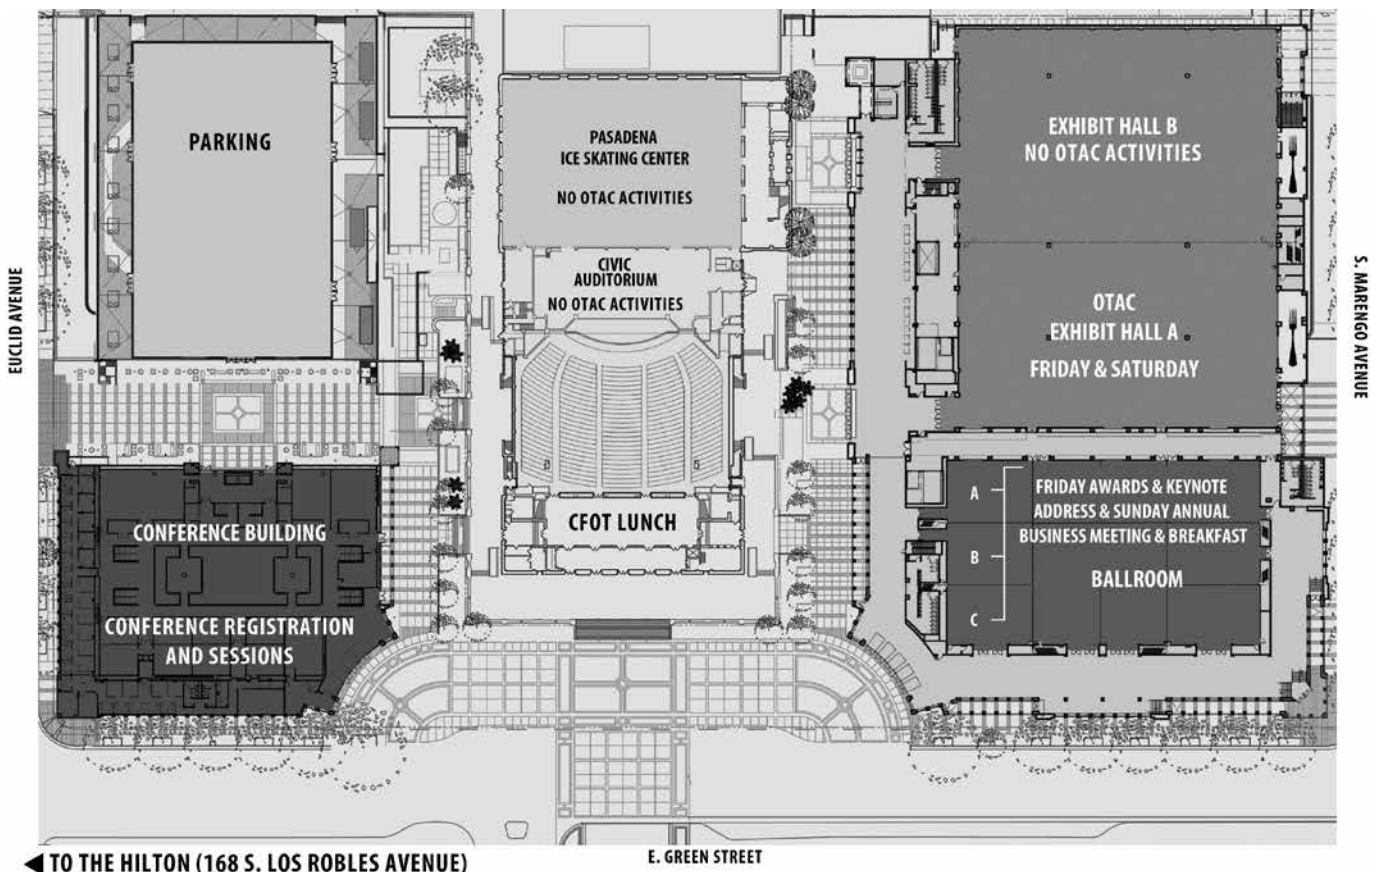 PARKING
PASADENA
ICE SKATING CENTER
NO OTAC ACTIVITIES
EXHIBIT HALL B
NO OTAC ACTIVITIES
CIVIC
AUDITORIUM
NO OTAC ACTIVITIES
OTAC
EXHIBIT HALL A
FRIDAY & SATURDAY
EUCLID AVENUE
S. MARENGO AVENUE
CONFERENCE BUILDING
CONFERENCE REGISTRATION
AND SESSIONS
CFOT LUNCH
A
B
C
FRIDAY AWARDS & KEYNOTE
ADDRESS & SUNDAY ANNUAL
BUSINESS MEETING & BREAKFAST
BALLROOM
TO THE HILTON (168 S. LOS ROBLES AVENUE)
E. GREEN STREET